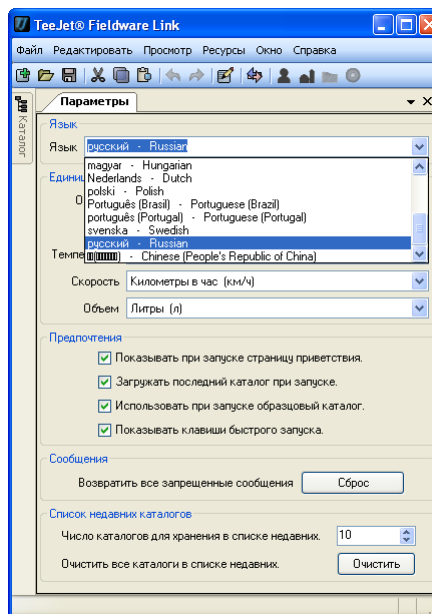 TeeJet® Fieldware Link
Файл Редактировать Просмотр Ресурсы Окно Справка
Каталог
Параметры
Язык
Язык русский - Russian
magyar - Hungarian
Nederlands - Dutch
polski - Polish
Português (Brasil) - Portuguese (Brazil)
português (Portugal) - Portuguese (Portugal)
svenska - Swedish
русский - Russian
- Chinese (People's Republic of China)
Скорость Километры в час (км/ч)
Объем Литры (л)
Предпочтения
Показывать при запуске страницу приветствия.
Загружать последний каталог при запуске.
Использовать при запуске образцовый каталог.
Показывать клавиши быстрого запуска.
Сообщения
Возвратить все запрещенные сообщения Сброс
Список недавних каталогов
Число каталогов для хранения в списке недавних. 10
Очистить все каталоги в списке недавних. Очистить